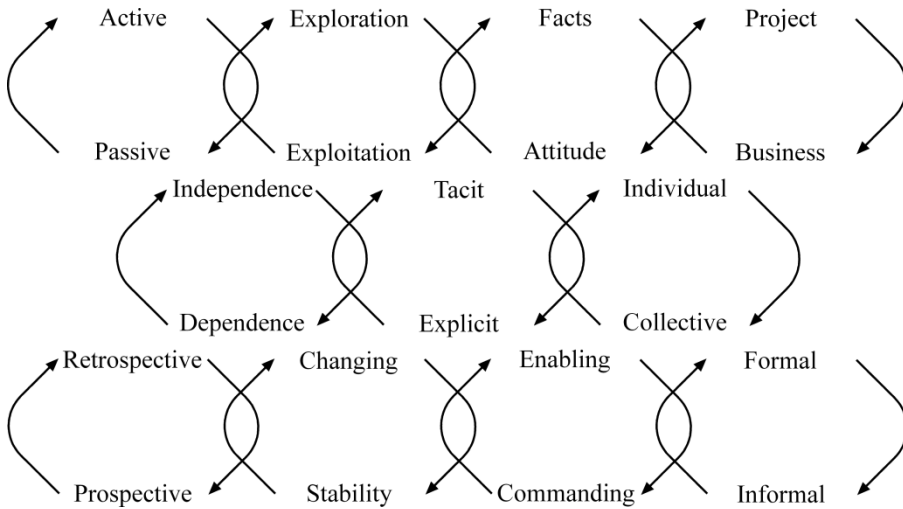 Active Exploration Facts Project
Passive Exploitation Attitude Business
Independence Tacit Individual
Dependence Explicit Collective
Retrospective Changing Enabling Formal
Prospective Stability Commanding Informal